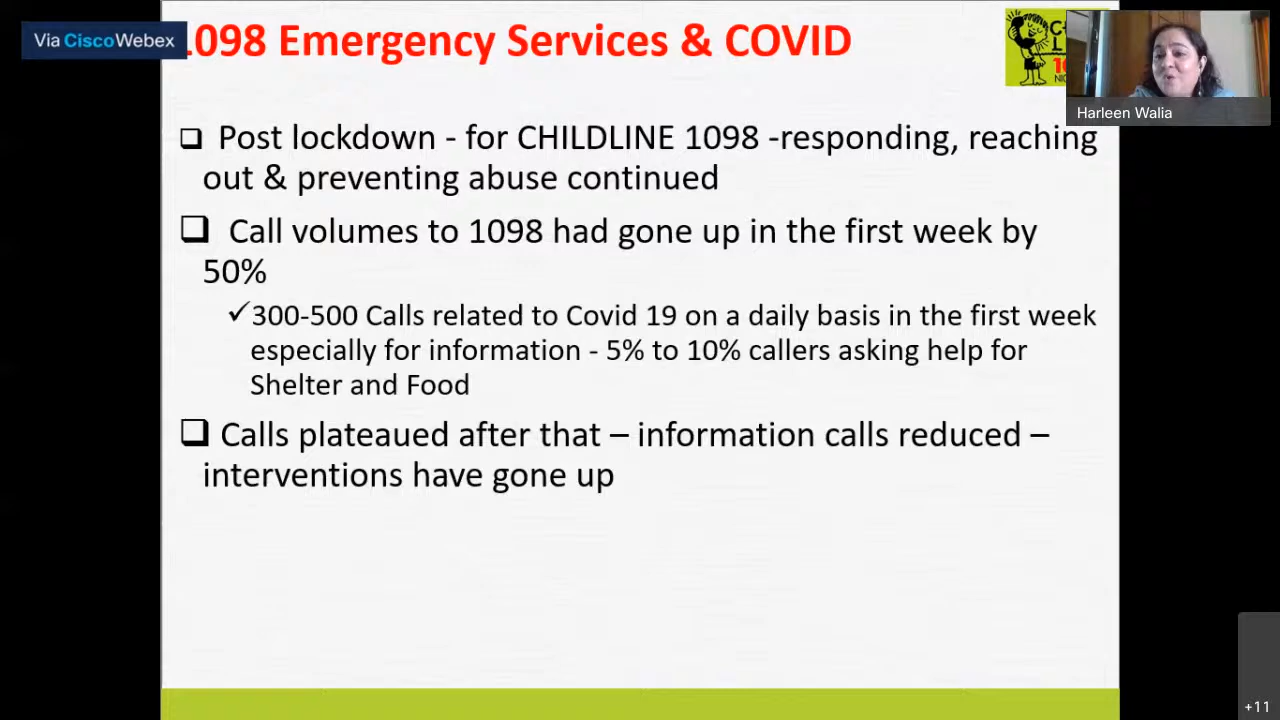 Via Cisco Webex
1098 Emergency Services & COVID
Harleen Walia
Post lockdown - for CHILDLINE 1098 -responding, reaching
out & preventing abuse continued
Call volumes to 1098 had gone up in the first week by
50%
300-500 Calls related to Covid 19 on a daily basis in the first week
especially for information - 5% to 10% callers asking help for
Shelter and Food
Calls plateaued after that – information calls reduced –
interventions have gone up
+11